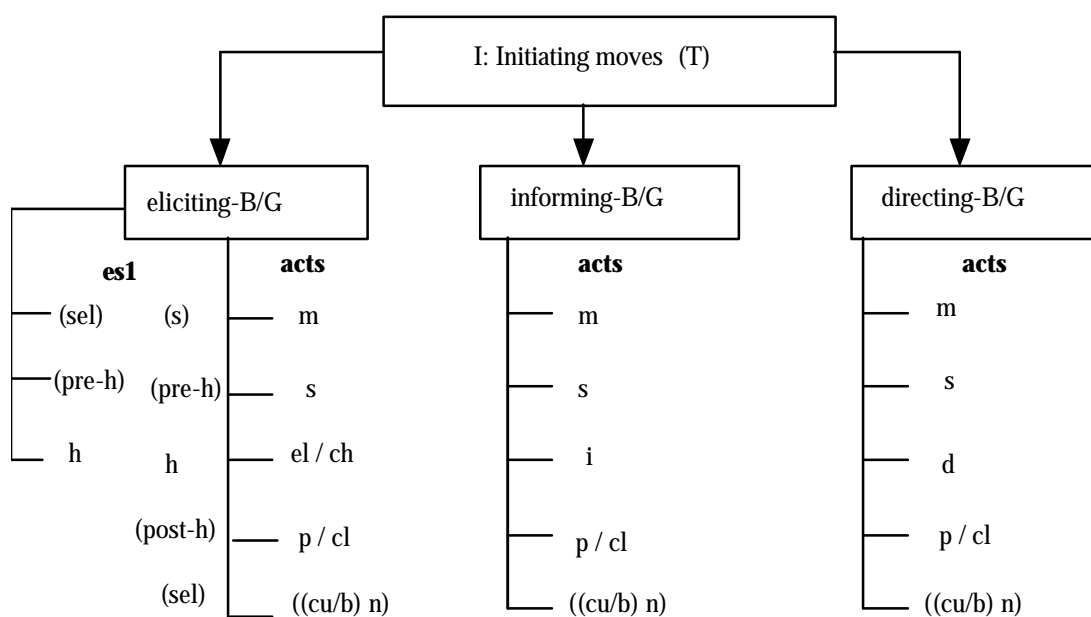 I: Initiating moves (T)
eliciting-B/G
informing-B/G
directing-B/G
es1
acts
acts
acts
(sel) (s) m m m
(pre-h) (pre-h) s s s
h h el / ch i d
(post-h) p / cl p / cl p / cl
(sel) ((cu/b) n) ((cu/b) n) ((cu/b) n)